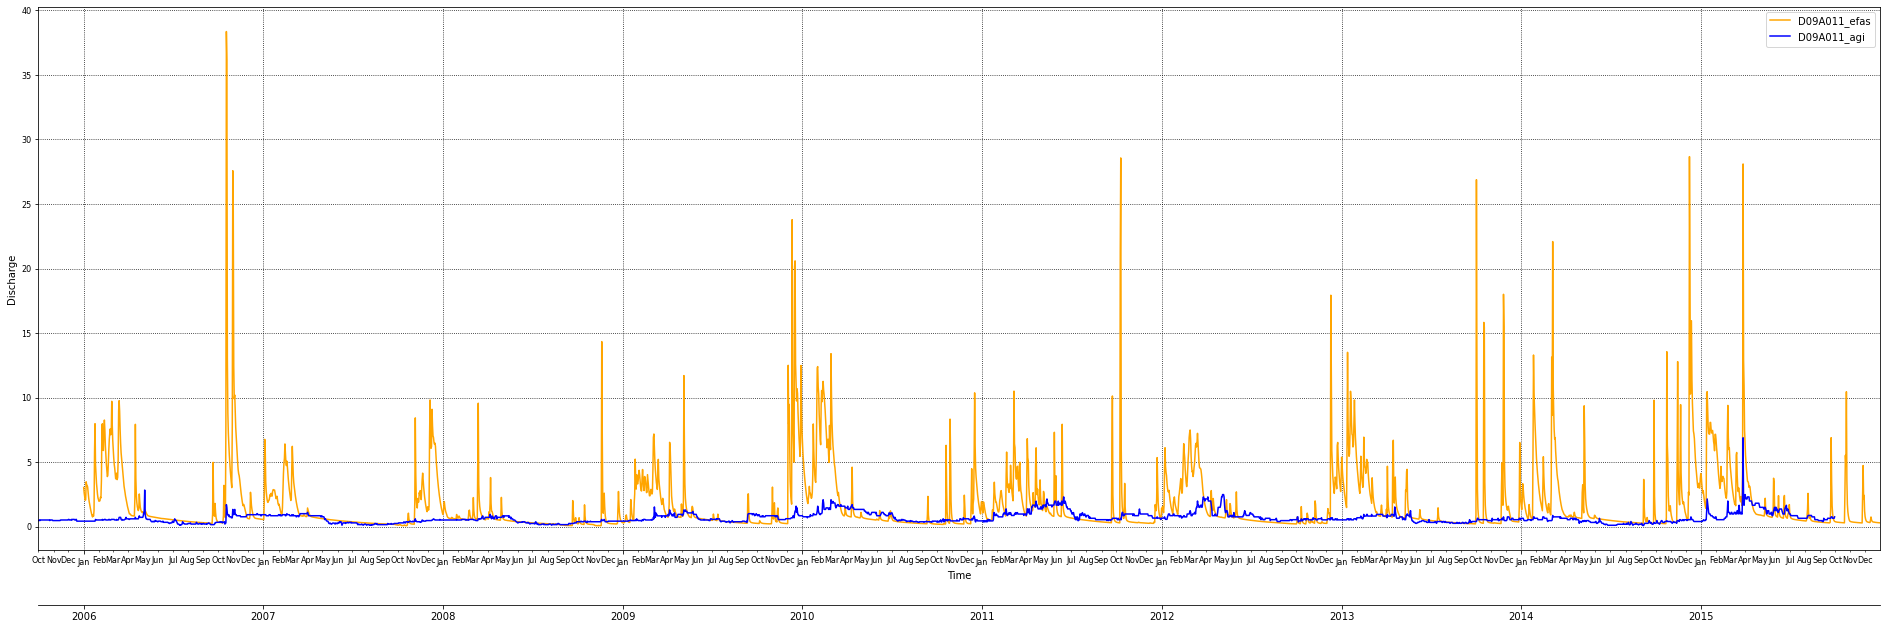 40
D09A011_efas
D09A011_agi
35
30
25
20
15
10
5
0
Discharge
Oct Nov Dec Jan Feb Mar Apr May Jun Jul Aug Sep Oct Nov Dec Jan Feb Mar Apr May Jun Jul Aug Sep Oct Nov Dec Jan Feb Mar Apr May Jun Jul Aug Sep Oct Nov Dec Jan Feb Mar Apr May Jun Jul Aug Sep Oct Nov Dec Jan Feb Mar Apr May Jun Jul Aug Sep Oct Nov Dec Jan Feb Mar Apr May Jun Jul Aug Sep Oct Nov Dec Jan Feb Mar Apr May Jun Jul Aug Sep Oct Nov Dec Jan Feb Mar Apr May Jun Jul Aug Sep Oct Nov Dec Jan Feb Mar Apr May Jun Jul Aug Sep Oct Nov Dec Jan Feb Mar Apr May Jun Jul Aug Sep Oct Nov Dec
Time
2006 2007 2008 2009 2010 2011 2012 2013 2014 2015